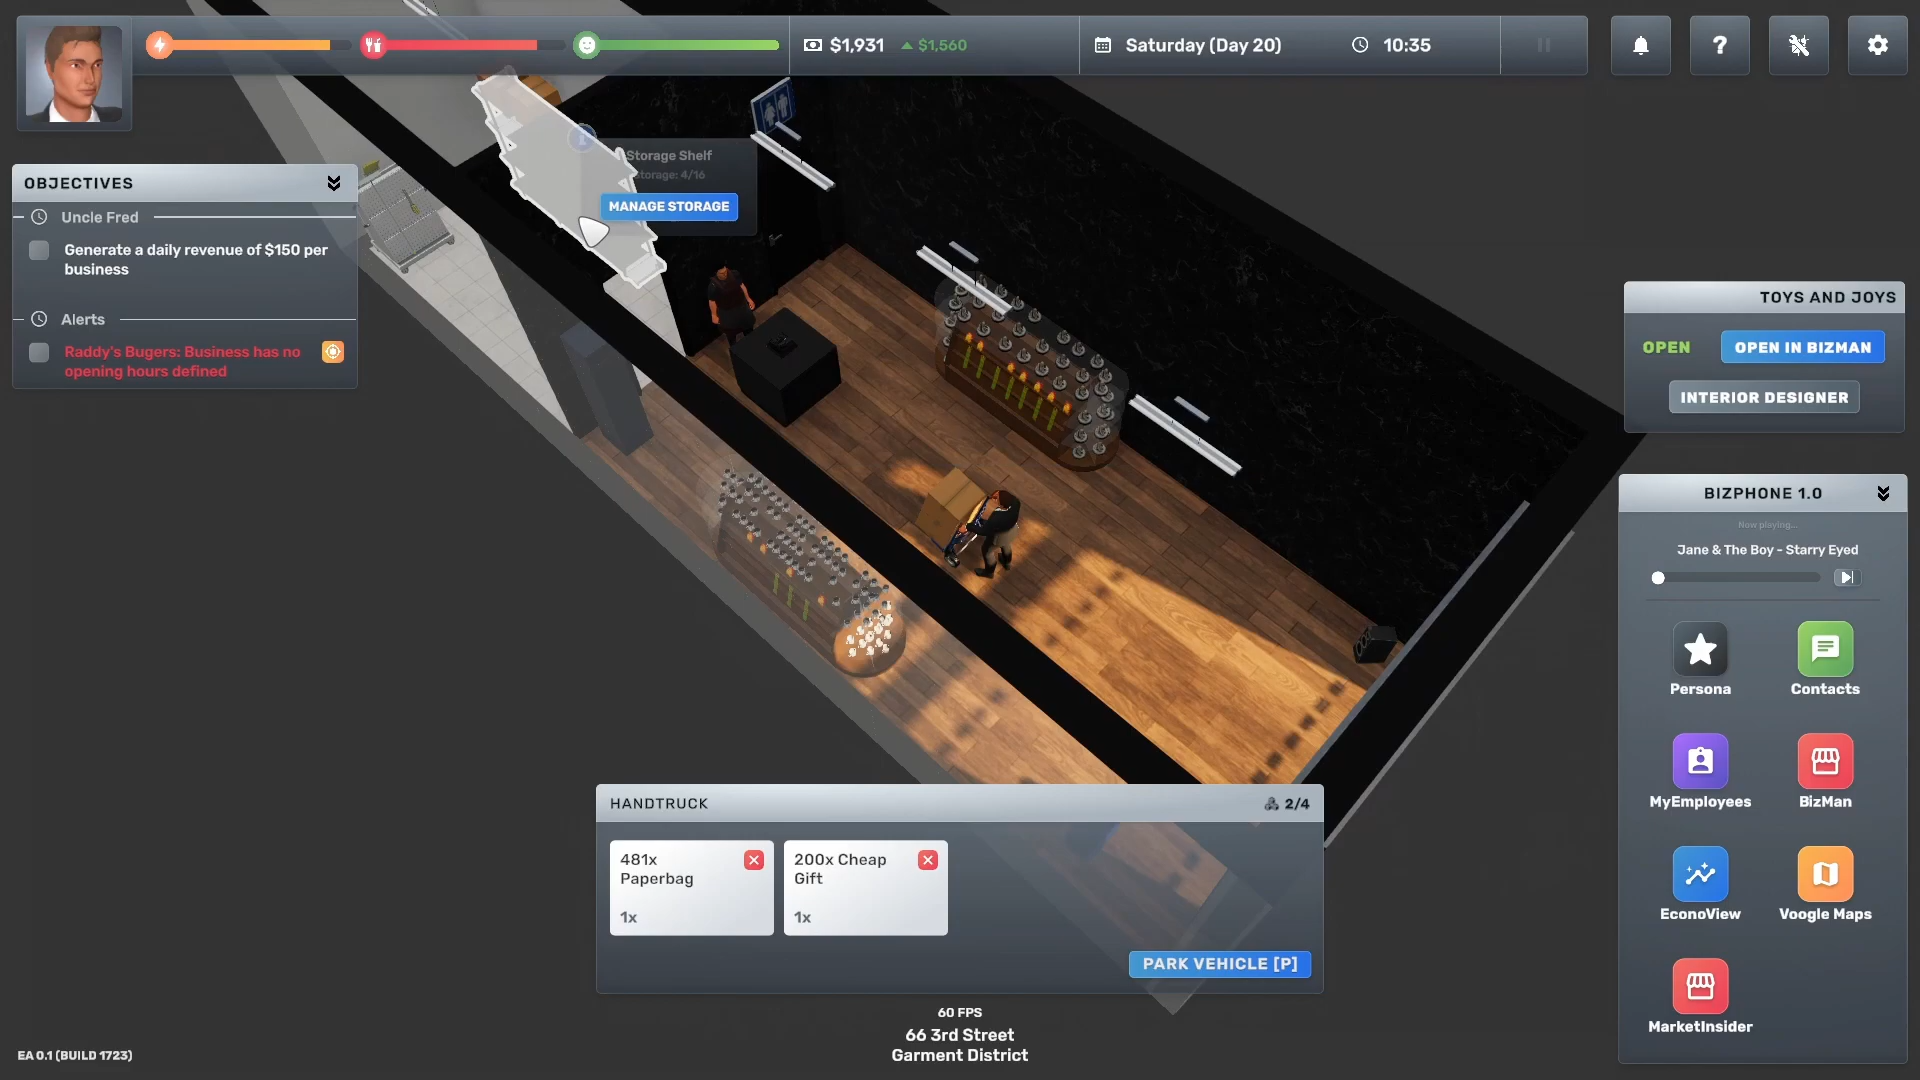 $1,931
$1,560
Saturday (Day 20)
10:35
?
OBJECTIVES
Uncle Fred
Generate a daily revenue of $150 per
business
Alerts
Raddy's Bugers: Business has no
opening hours defined
Storage Shelf
Storage: 4/16
MANAGE STORAGE
TOYS AND JOYS
OPEN
OPEN IN BIZMAN
INTERIOR DESIGNER
BIZPHONE 1.0
Now playing...
Jane & The Boy - Starry Eyed
Persona
Contacts
MyEmployees
BizMan
EconoView
Voogle Maps
MarketInsider
HANDTRUCK
2/4
481x
Paperbag
1x
200x Cheap
Gift
1x
PARK VEHICLE [P]
60 FPS
66 3rd Street
Garment District
EA 0.1 (BUILD 1723)